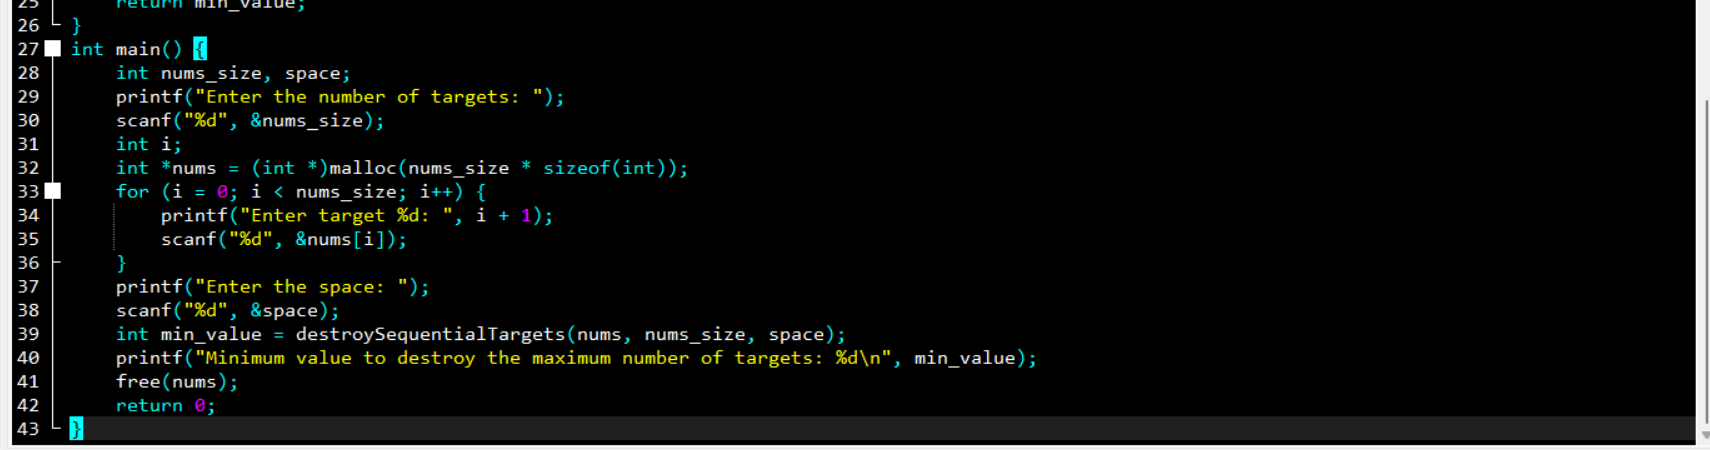 25 return min_value;
26 }
27 int main() {
28 int nums_size, space;
29 printf("Enter the number of targets: ");
30 scanf("%d", &nums_size);
31 int i;
32 int *nums = (int *)malloc(nums_size * sizeof(int));
33 for (i = 0; i < nums_size; i++) {
34 printf("Enter target %d: ", i + 1);
35 scanf("%d", &nums[i]);
36 }
37 printf("Enter the space: ");
38 scanf("%d", &space);
39 int min_value = destroySequentialTargets(nums, nums_size, space);
40 printf("Minimum value to destroy the maximum number of targets: %d\n", min_value);
41 free(nums);
42 return 0;
43 }